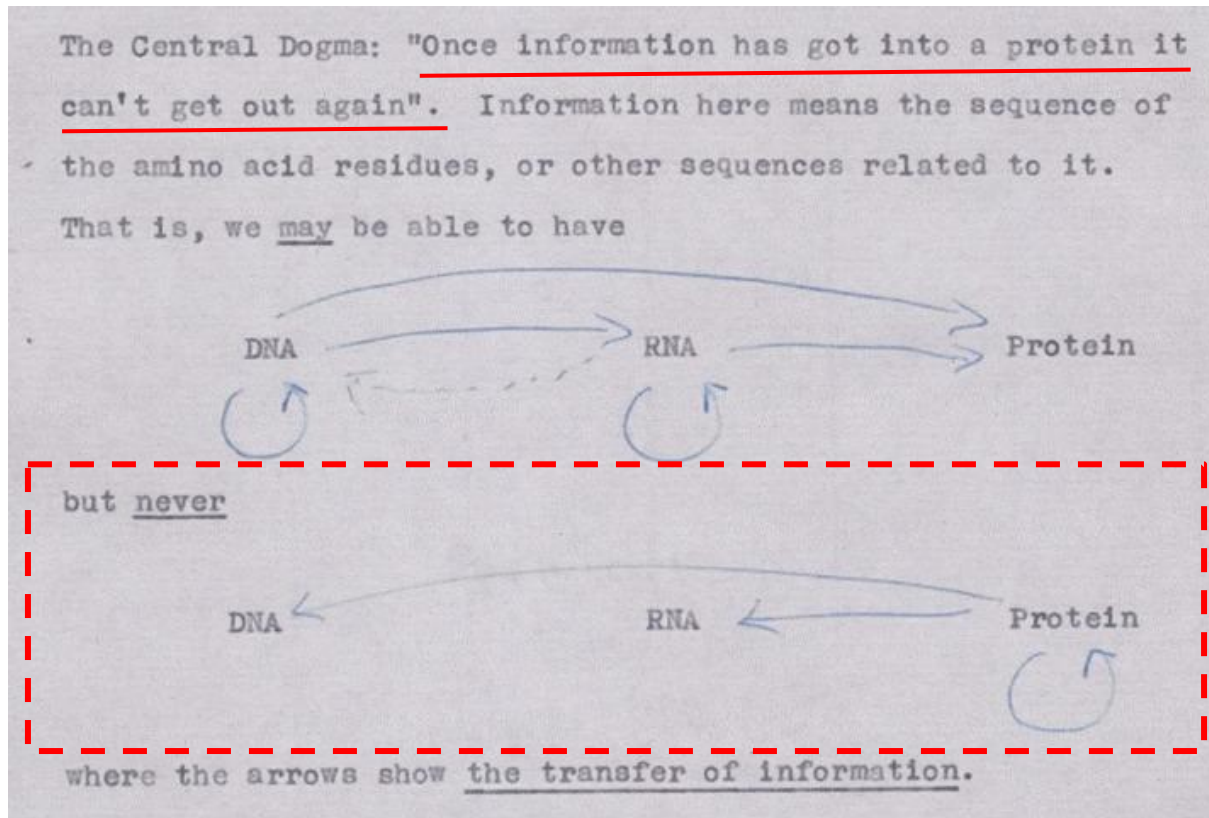 The Central Dogma: "Once information has got into a protein it
can't get out again". Information here means the sequence of
the amino acid residues, or other sequences related to it.
That is, we may be able to have
DNA RNA Protein
but never
DNA RNA Protein
where the arrows show the transfer of information.